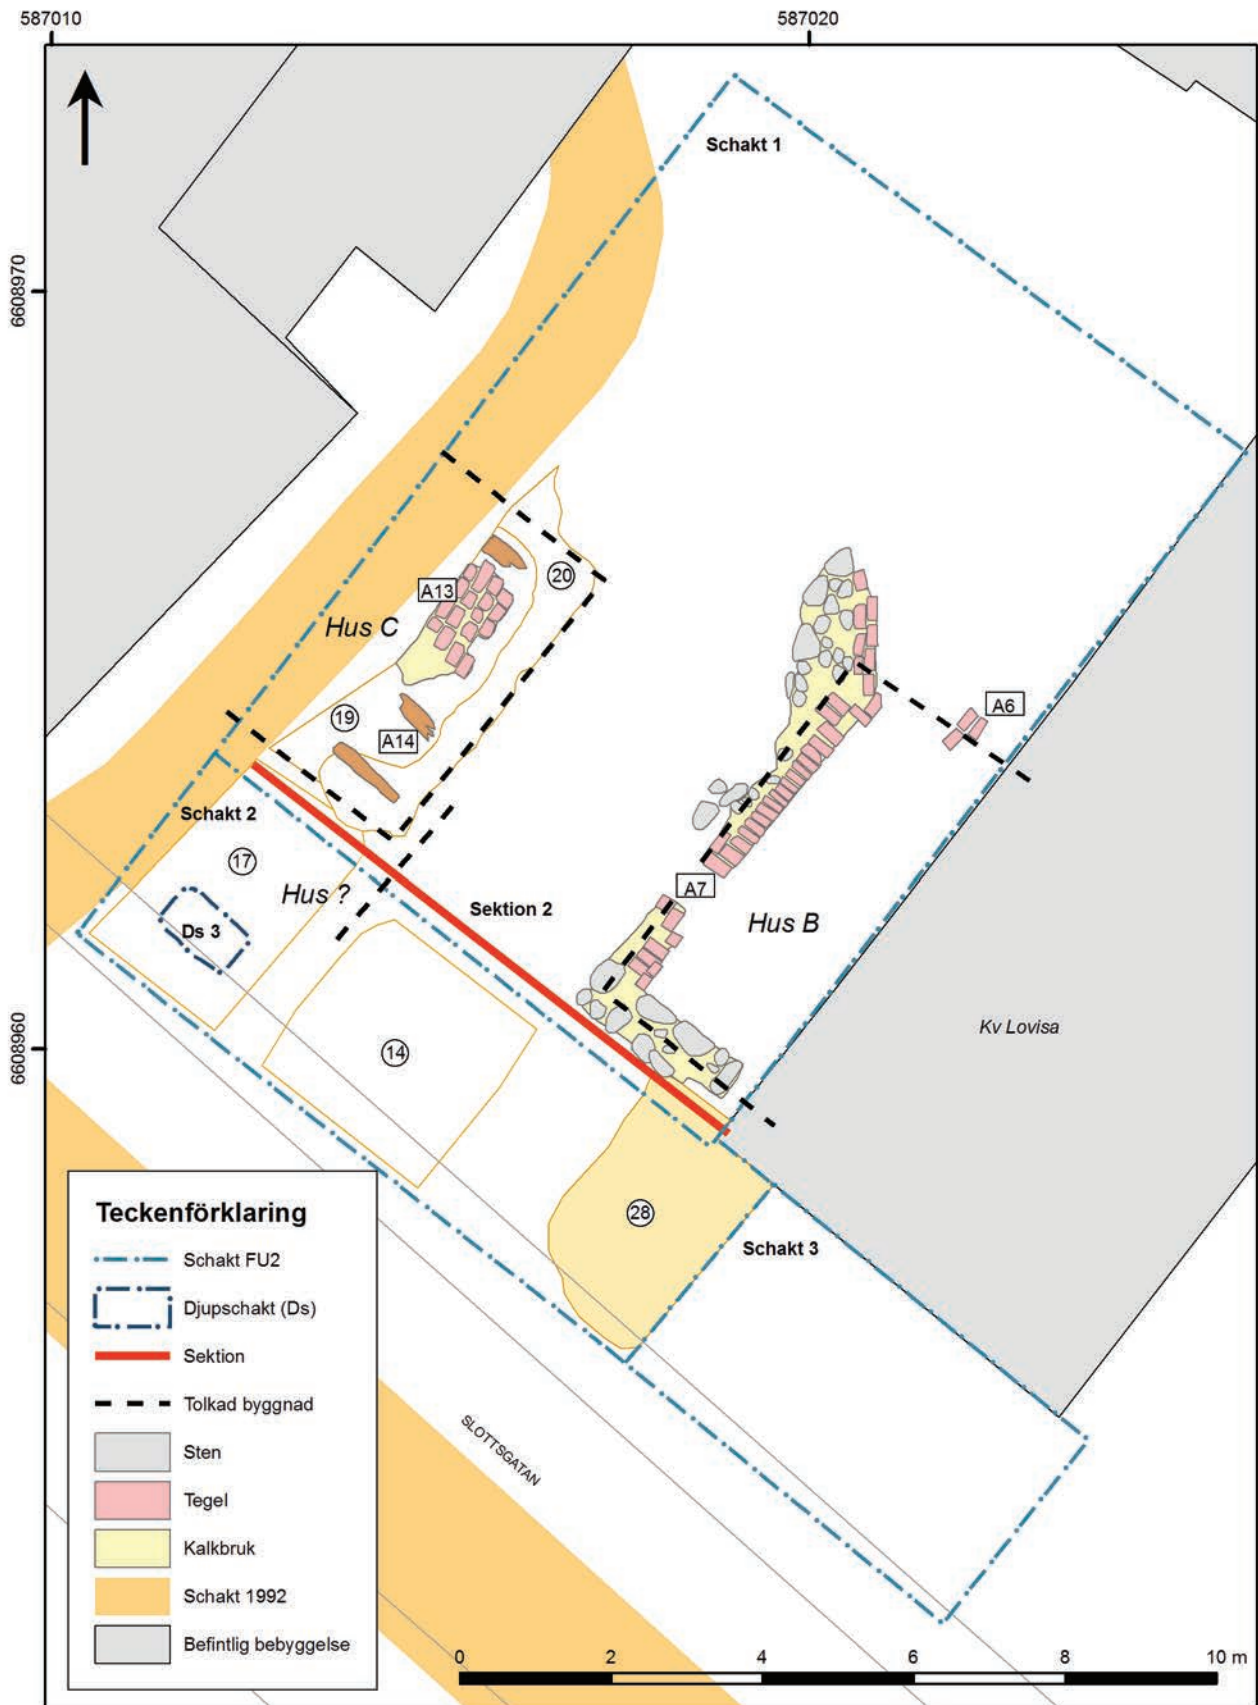 587010
587020
Schakt 1
6608970
20
A13
Hus C
A6
19
A14
Schakt 2
17
Hus ?
A7
Sektion 2
Hus B
Ds 3
Kv Lovisa
6608960
14
28
Schakt 3
Teckenförklaring
Schakt FU2
Djupschakt (Ds)
Sektion
Tolkad byggnad
Sten
Tegel
Kalkbruk
Schakt 1992
Befintlig bebyggelse
SLOTTSGATAN
0 2 4 6 8 10 m